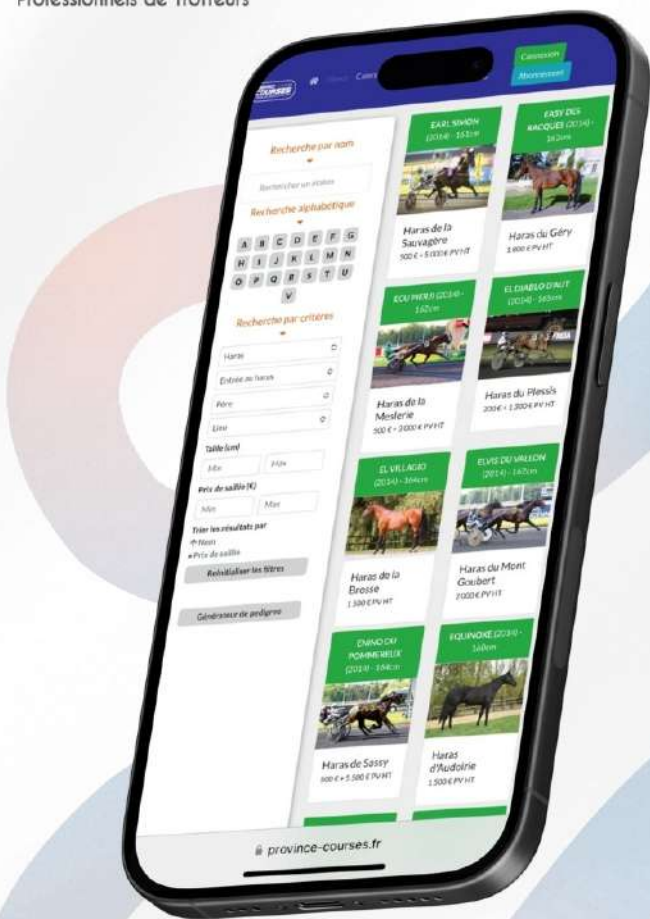 Professionnels de Trotteurs
COURSES
Connexion
Abonnement
Recherche par nom
Rechercher un étalon
Recherche alphabétique
A B C D E F G
H I J K L M N
O P Q R S T U
V
Recherche par critères
Haras
Entrée au haras
Père
Lieu
Taille (cm)
Min Max
Prix de saillie (€)
Min Max
Trier les résultats par
Nom
Prix de saillie
Réinitialiser les filtres
Générateur de pedigree
EARL SIMON
(2014) - 161cm
Haras de la
Sauvagère
500 € + 5 000 € PV HT
EASY DES
RACQUES (2014) -
Haras du Géry
(2014) -
162cm
Haras de la
Meslerie
500 € + 2 000 € PV HT
EL DIABLO D'AUT
(2014) - 165cm
Haras du Plessis
200 € + 1 300 € PV HT
EL VILLAGIO
(2014) - 164cm
Haras de la
Brosse
1 500 € PV HT
ELVIS DU VALLON
(2014) - 167cm
Haras du Mont
Goubert
2 000 € PV HT
ENINO DU
POMMEREUX
(2014) - 164cm
Haras de Sassy
500 € + 5 500 € PV HT
EQUINOXE (2014) -
160cm
Haras
d'Audoirie
1 500 € PV HT
province-courses.fr